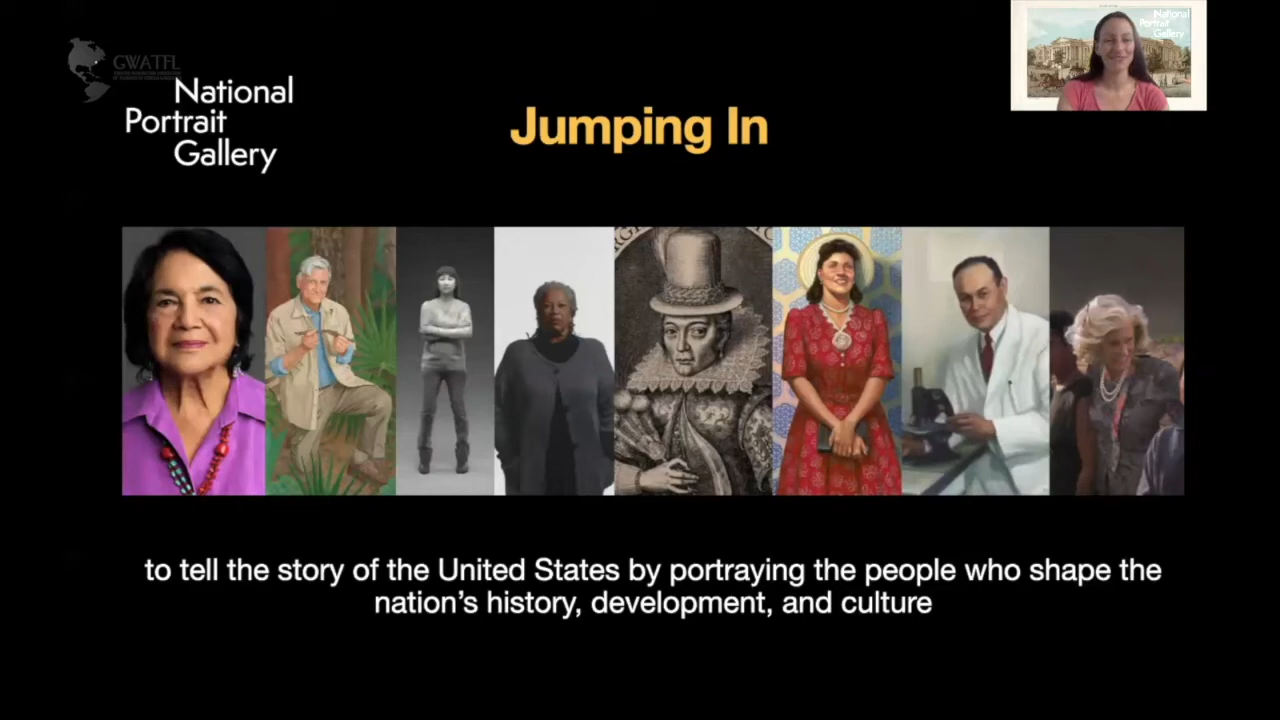 GWATFL
National
Portrait
Gallery
National
Portrait
Gallery
Jumping In
to tell the story of the United States by portraying the people who shape the
nation's history, development, and culture